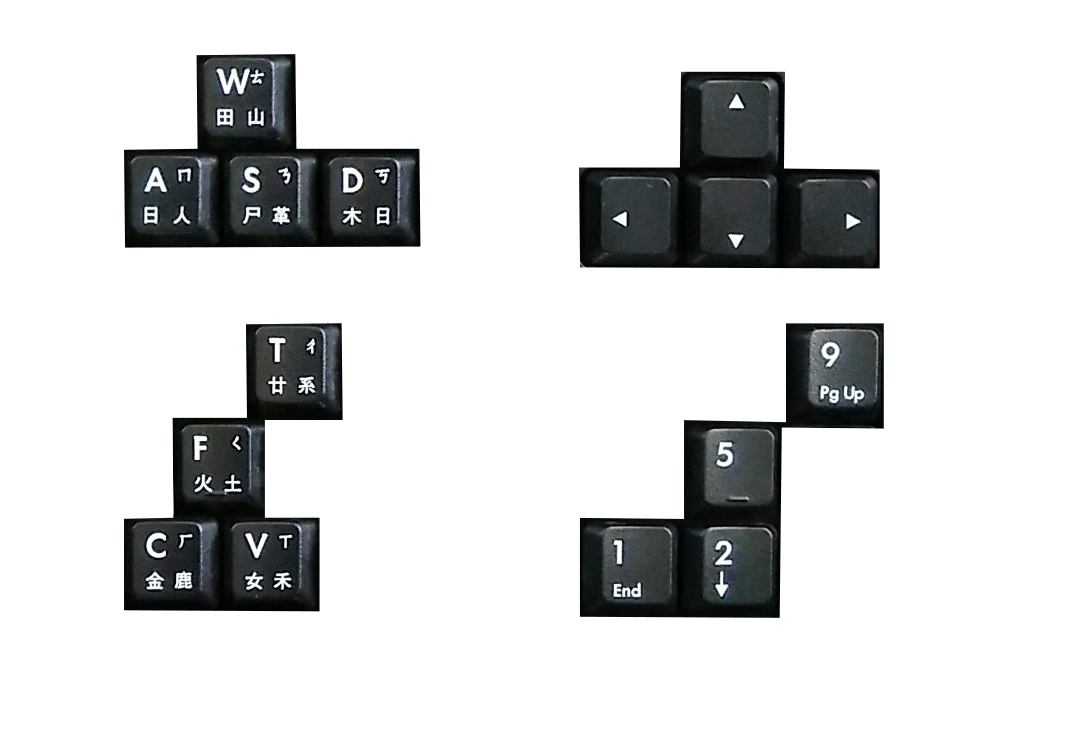 W ㄊ
田 山
▲
A ㄇ
日 人
S ㄋ
尸 革
D ㄎ
木 日
◀
▼
▶
T ㄔ
廿 系
9
Pg Up
F ㄑ
火 土
5
C ㄏ
金 鹿
V ㄒ
女 禾
1
End
2
↓